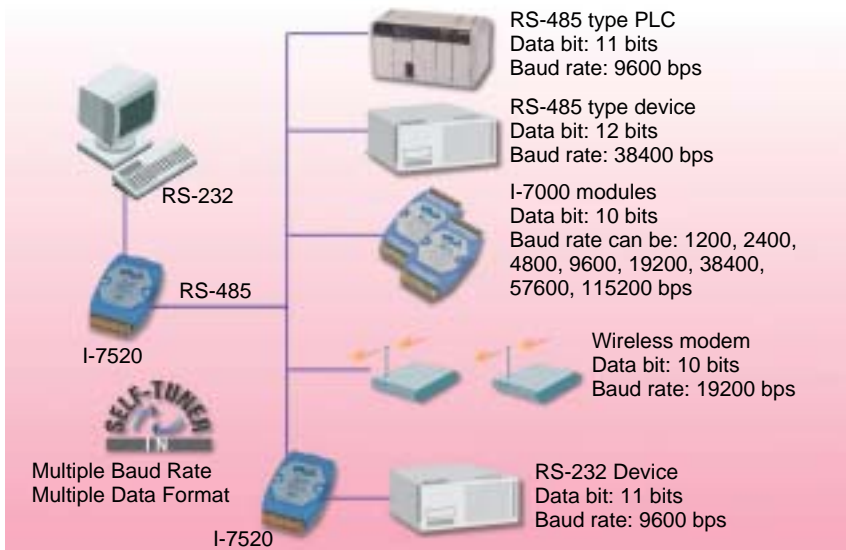 RS-485 type PLC
Data bit: 11 bits
Baud rate: 9600 bps
RS-485 type device
Data bit: 12 bits
Baud rate: 38400 bps
RS-232
I-7000 modules
Data bit: 10 bits
Baud rate can be: 1200, 2400,
4800, 9600, 19200, 38400,
57600, 115200 bps
RS-485
I-7520
Wireless modem
Data bit: 10 bits
Baud rate: 19200 bps
SELF-TUNER
IN
Multiple Baud Rate
Multiple Data Format
RS-232 Device
Data bit: 11 bits
Baud rate: 9600 bps
I-7520